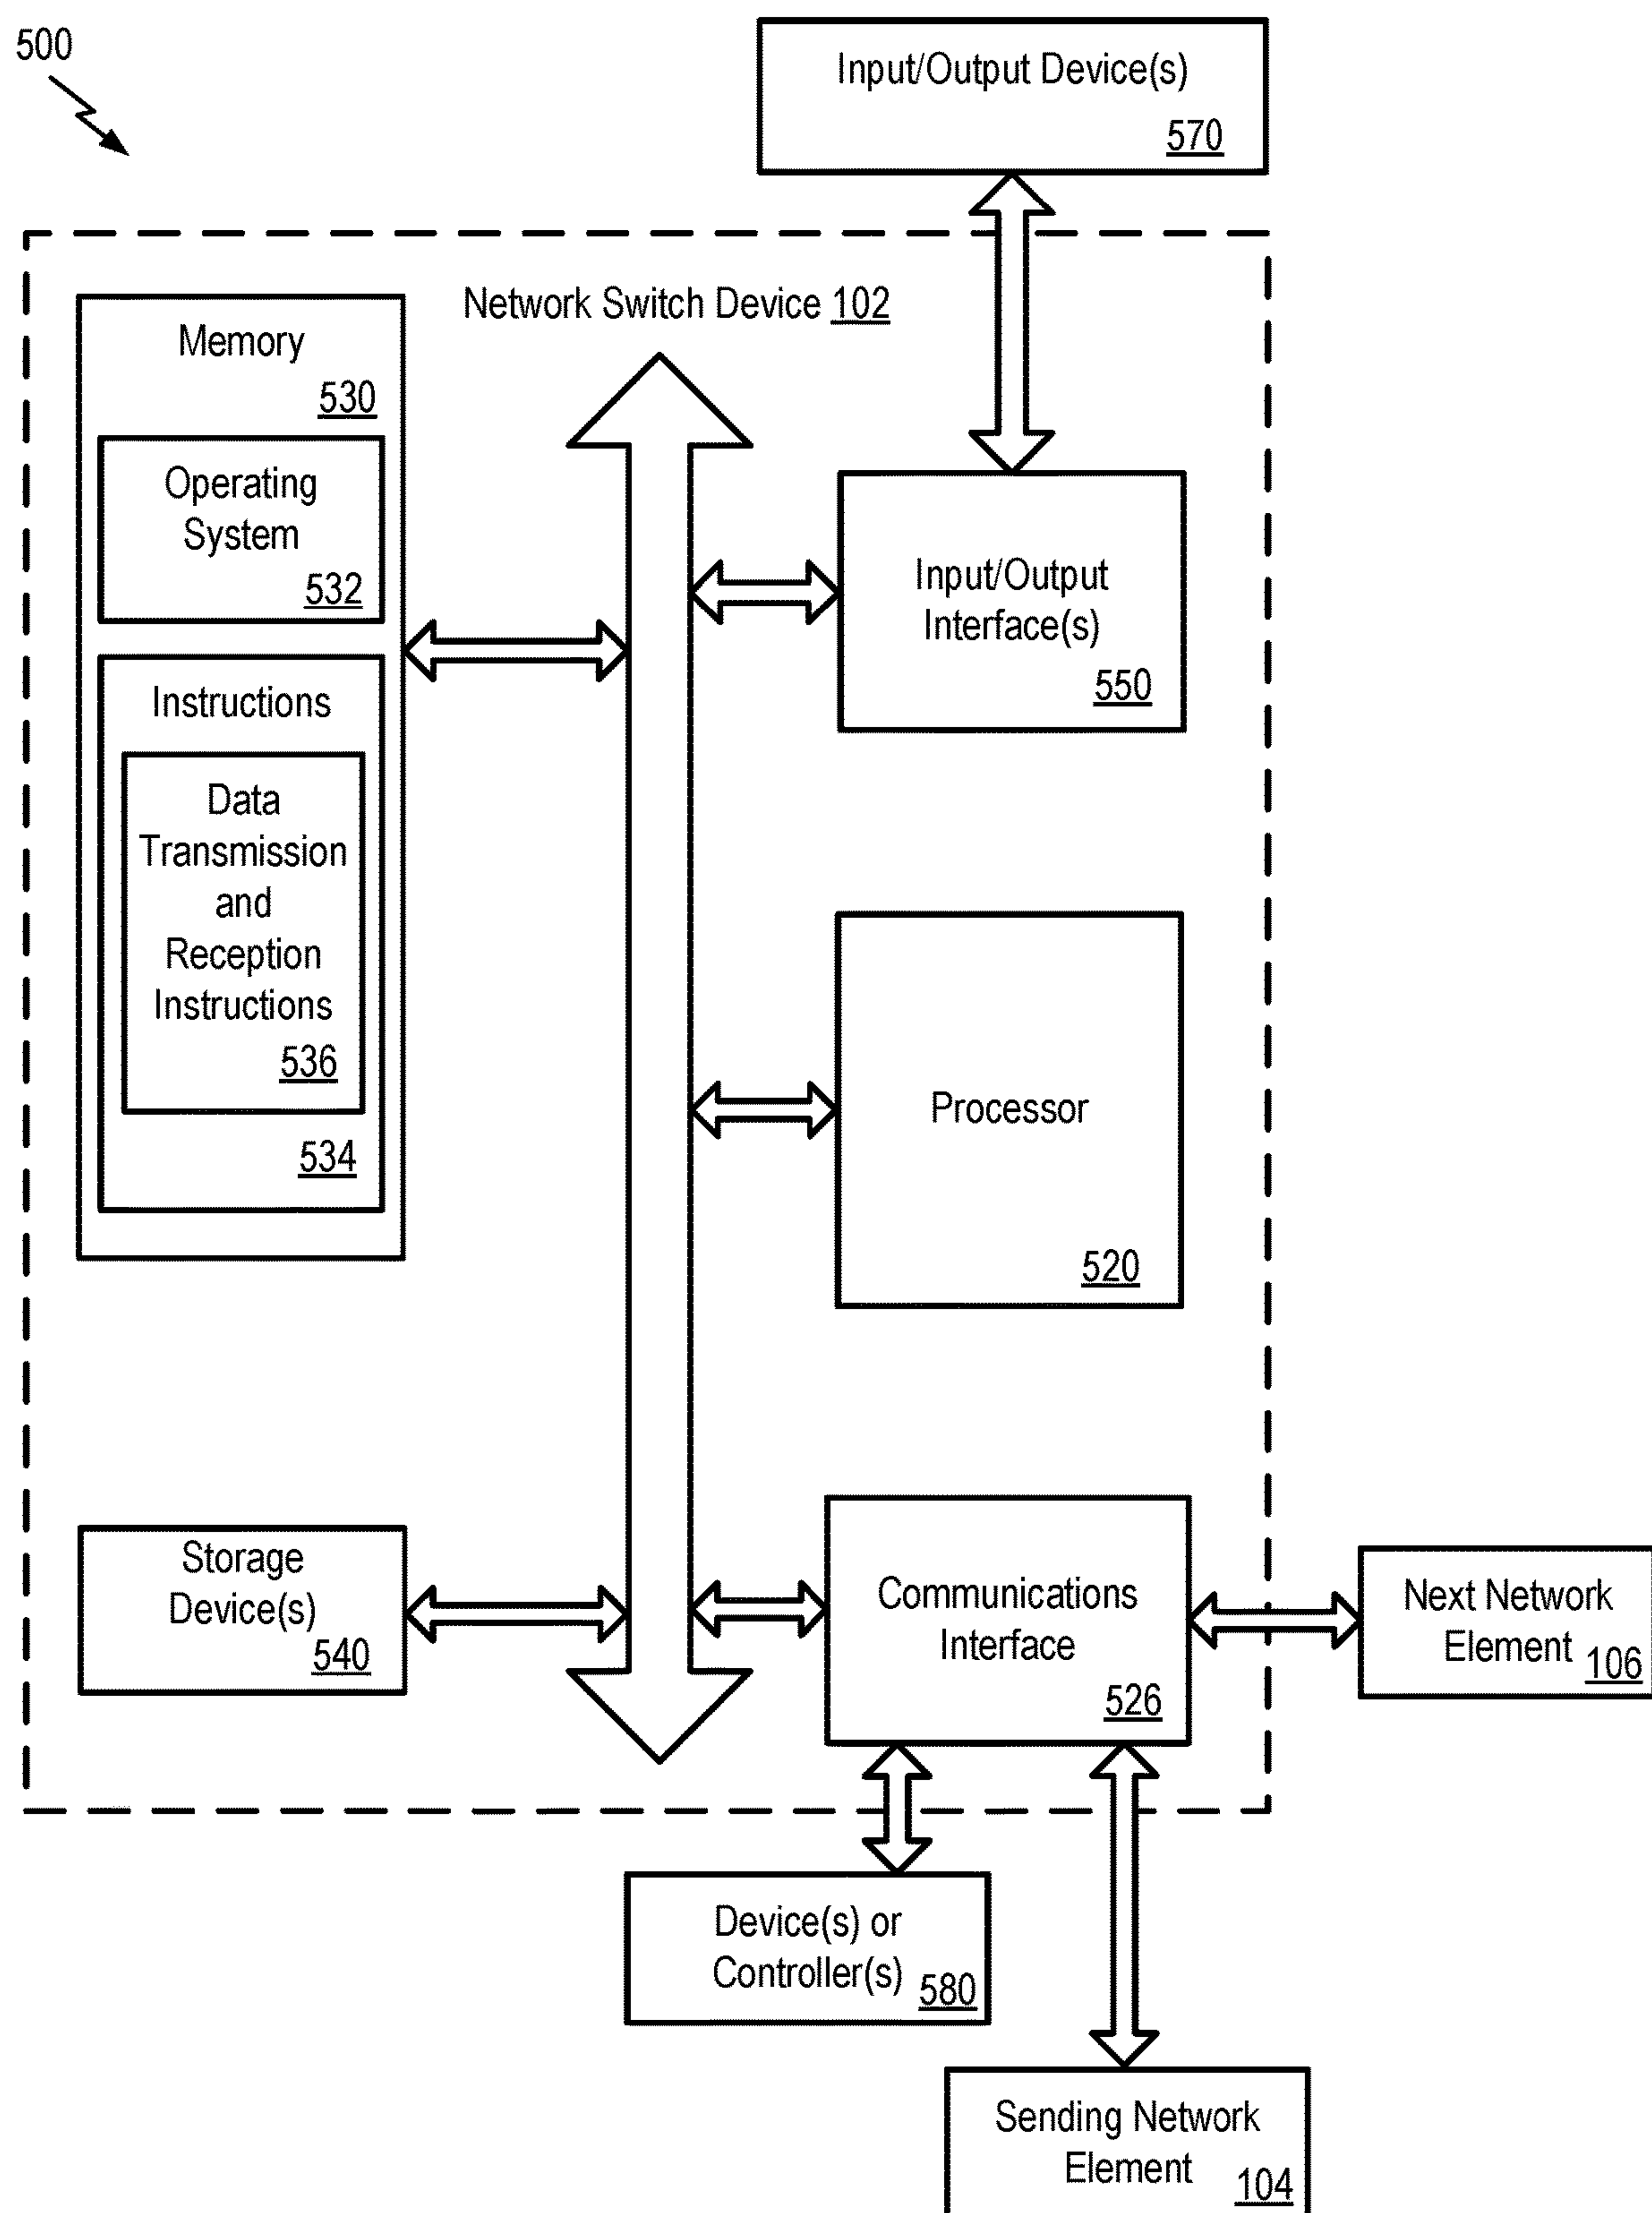 500
Input/Output Device(s)
570
Network Switch Device 102
Memory
530
Operating
System
532
Instructions
Data
Transmission
and
Reception
Instructions
536
534
Input/Output
Interface(s)
550
Processor
520
Storage
Device(s)
540
Communications
Interface
526
Next Network
Element 106
Device(s) or
Controller(s) 580
Sending Network
Element 104